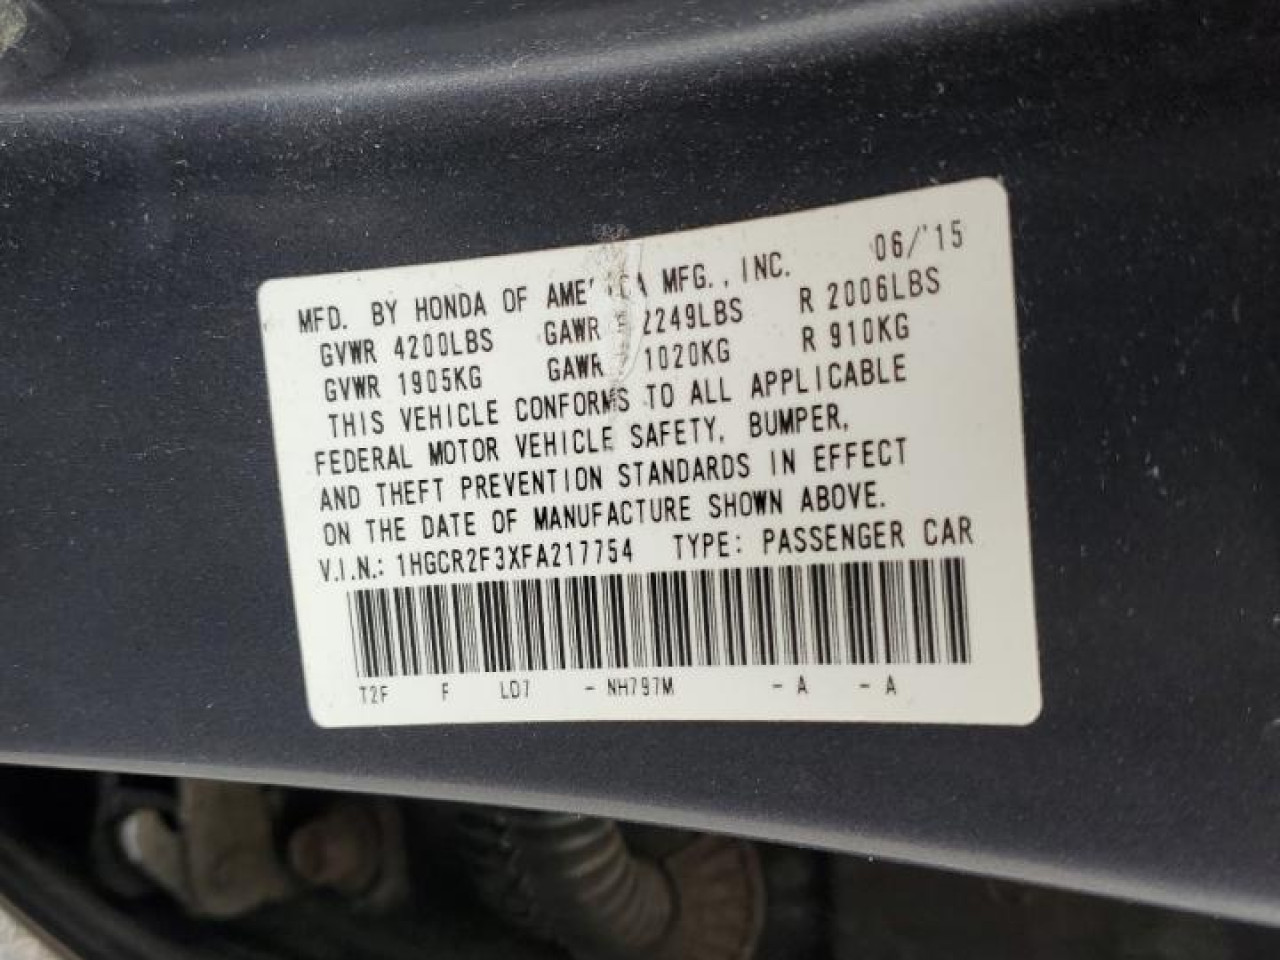 06/'15
MFD. BY HONDA OF AMERICA MFG., INC.
GVWR 4200LBS GAWR F 2249LBS R 2006LBS
GVWR 1905KG GAWR 1020KG R 910KG
THIS VEHICLE CONFORMS TO ALL APPLICABLE
FEDERAL MOTOR VEHICLE SAFETY, BUMPER,
AND THEFT PREVENTION STANDARDS IN EFFECT
ON THE DATE OF MANUFACTURE SHOWN ABOVE.
V.I.N.: 1HGCR2F3XFA217754 TYPE: PASSENGER CAR
T2F F LD7 - NH797M - A - A